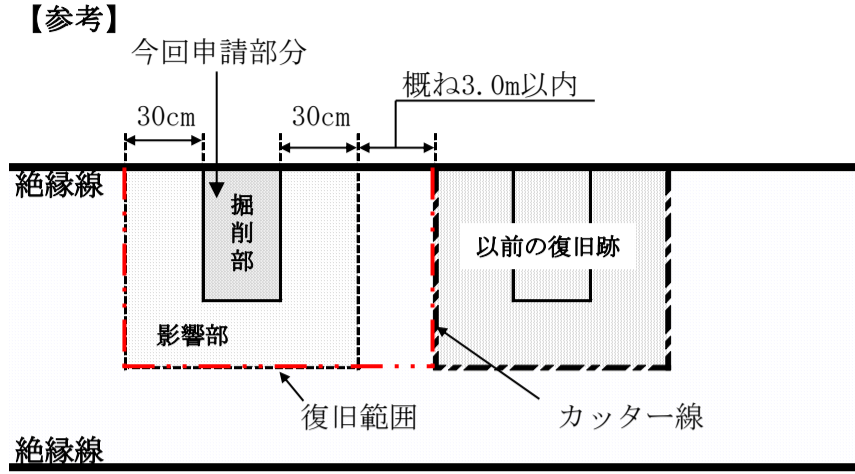 【参考】
今回申請部分
概ね3.0m以内
30cm
30cm
絶縁線
掘削部
以前の復旧跡
影響部
復旧範囲
カッター線
絶縁線